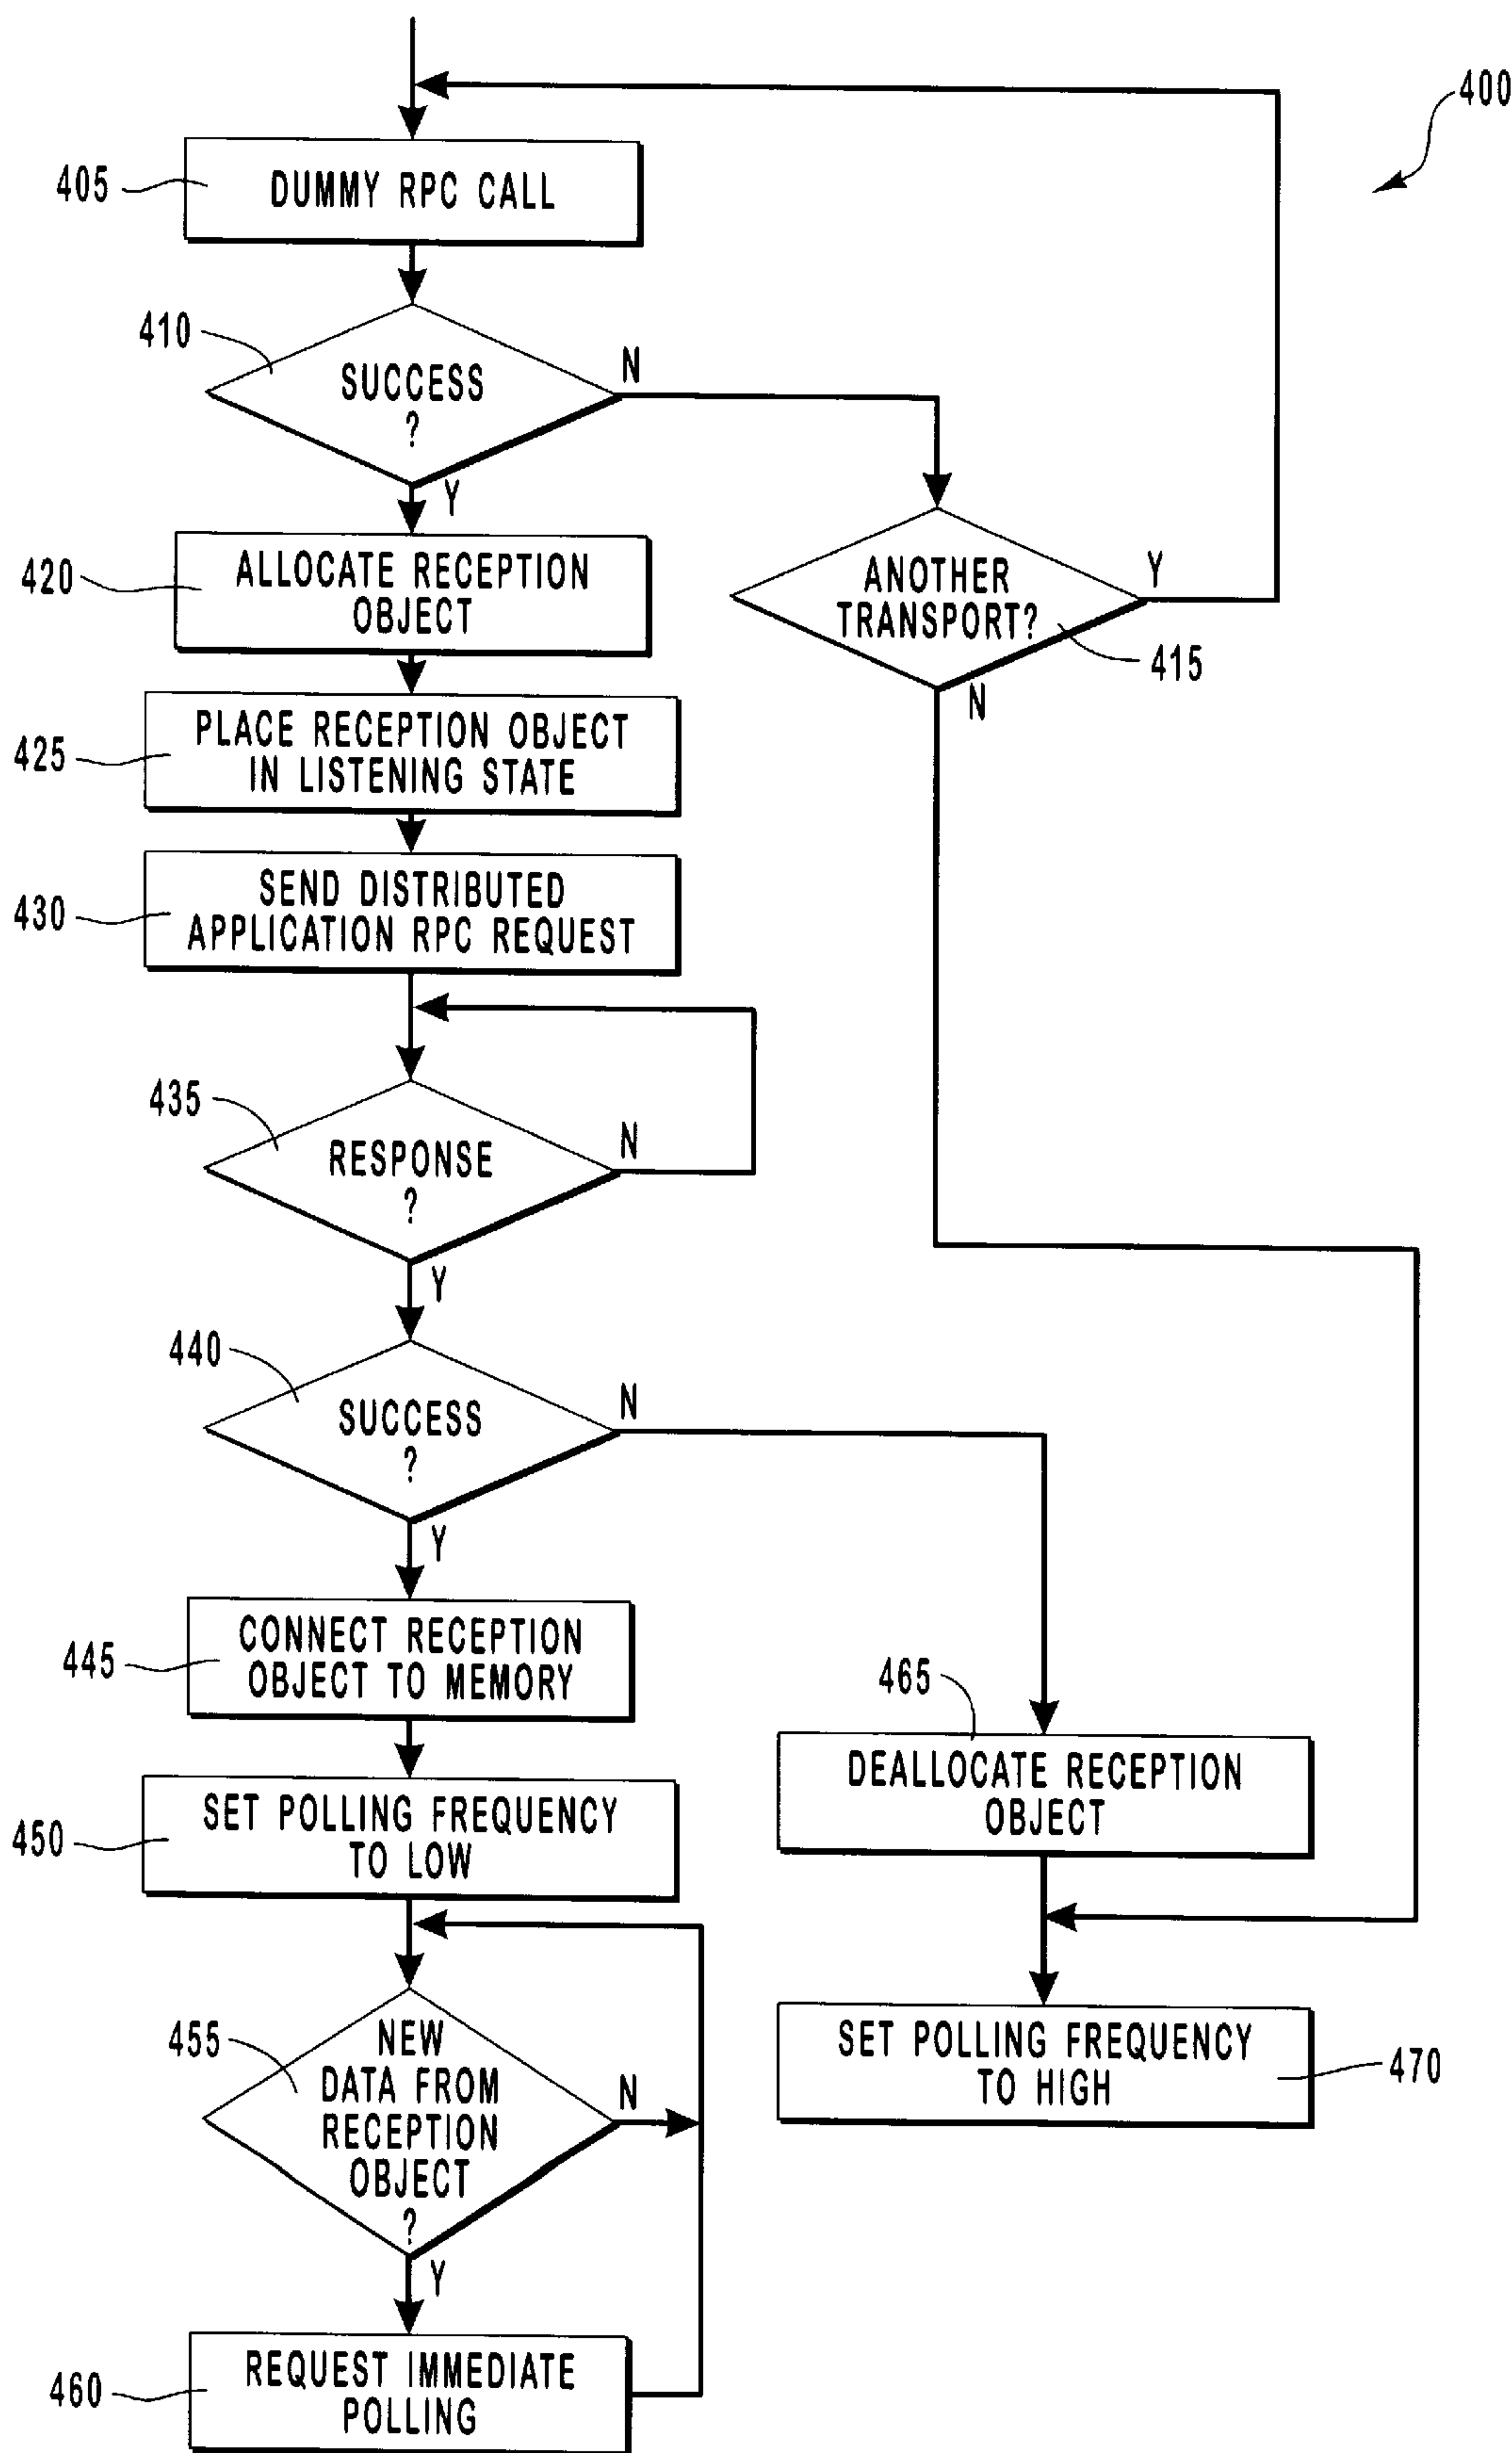 400
405
DUMMY RPC CALL
410
SUCCESS
?
N
Y
420
ALLOCATE RECEPTION
OBJECT
ANOTHER
TRANSPORT?
Y
415
N
425
PLACE RECEPTION OBJECT
IN LISTENING STATE
430
SEND DISTRIBUTED
APPLICATION RPC REQUEST
435
RESPONSE
?
N
Y
440
SUCCESS
?
N
Y
445
CONNECT RECEPTION
OBJECT TO MEMORY
465
DEALLOCATE RECEPTION
OBJECT
450
SET POLLING FREQUENCY
TO LOW
455
NEW
DATA FROM
RECEPTION
OBJECT
?
N
Y
SET POLLING FREQUENCY
TO HIGH
470
460
REQUEST IMMEDIATE
POLLING